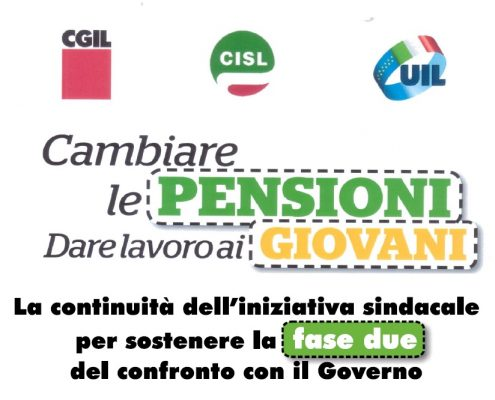 CGIL CISL UIL
Cambiare
le PENSIONI
Dare lavoro ai GIOVANI
La continuità dell'iniziativa sindacale
per sostenere la fase due
del confronto con il Governo